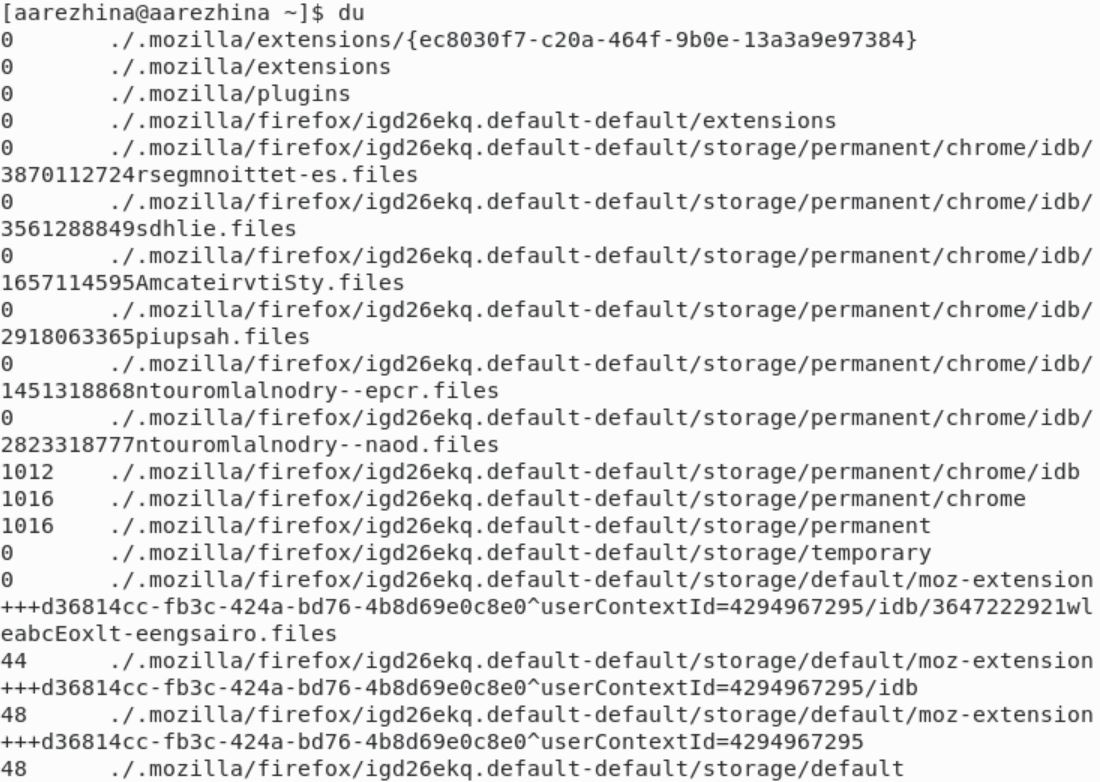 [aarezhina@aarezhina ~]$ du
0       ./.mozilla/extensions/{ec8030f7-c20a-464f-9b0e-13a3a9e97384}
0       ./.mozilla/extensions
0       ./.mozilla/plugins
0       ./.mozilla/firefox/igd26ekq.default-default/extensions
0       ./.mozilla/firefox/igd26ekq.default-default/storage/permanent/chrome/idb/
3870112724rsegmnoittet-es.files
0       ./.mozilla/firefox/igd26ekq.default-default/storage/permanent/chrome/idb/
3561288849sdhlie.files
0       ./.mozilla/firefox/igd26ekq.default-default/storage/permanent/chrome/idb/
1657114595AmcateirvtiSty.files
0       ./.mozilla/firefox/igd26ekq.default-default/storage/permanent/chrome/idb/
2918063365piupsah.files
0       ./.mozilla/firefox/igd26ekq.default-default/storage/permanent/chrome/idb/
1451318868ntouromlalnodry--epcr.files
0       ./.mozilla/firefox/igd26ekq.default-default/storage/permanent/chrome/idb/
2823318777ntouromlalnodry--naod.files
1012    ./.mozilla/firefox/igd26ekq.default-default/storage/permanent/chrome/idb
1016    ./.mozilla/firefox/igd26ekq.default-default/storage/permanent/chrome
1016    ./.mozilla/firefox/igd26ekq.default-default/storage/permanent
0       ./.mozilla/firefox/igd26ekq.default-default/storage/temporary
0       ./.mozilla/firefox/igd26ekq.default-default/storage/default/moz-extension
+++d36814cc-fb3c-424a-bd76-4b8d69e0c8e0^userContextId=4294967295/idb/3647222921wl
eabcEoxlt-eengsairo.files
44      ./.mozilla/firefox/igd26ekq.default-default/storage/default/moz-extension
+++d36814cc-fb3c-424a-bd76-4b8d69e0c8e0^userContextId=4294967295/idb
48      ./.mozilla/firefox/igd26ekq.default-default/storage/default/moz-extension
+++d36814cc-fb3c-424a-bd76-4b8d69e0c8e0^userContextId=4294967295
48      ./.mozilla/firefox/igd26ekq.default-default/storage/default